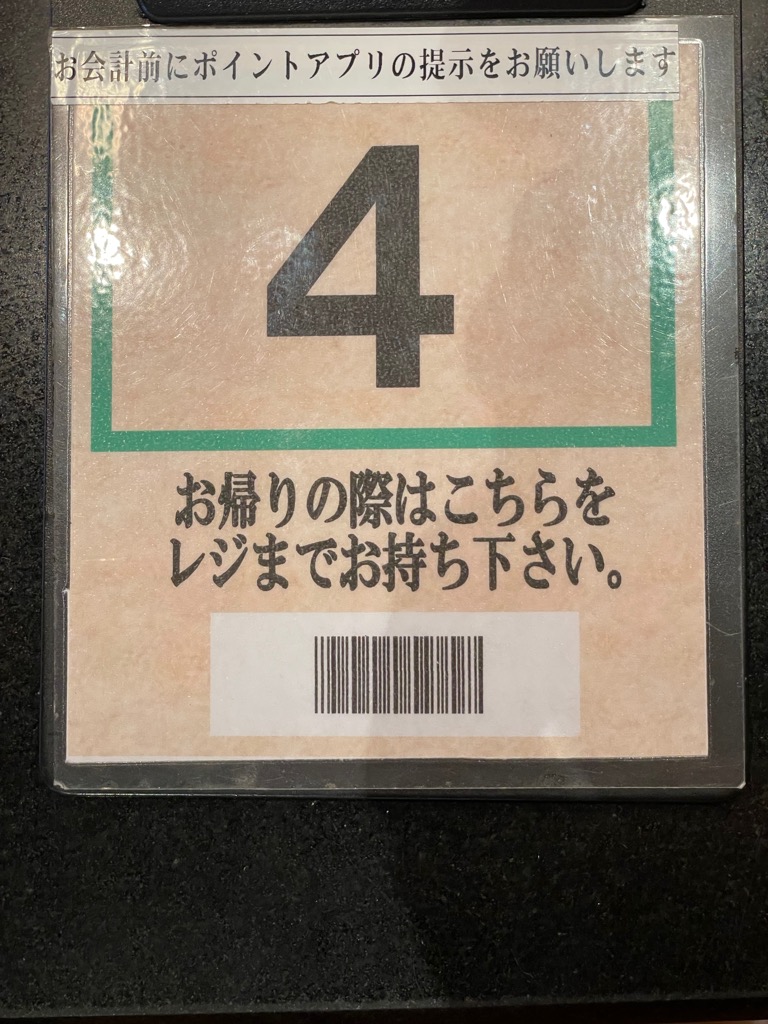 お会計前にポイントアプリの提示をお願いします
4
お帰りの際はこちらを
レジまでお持ち下さい。